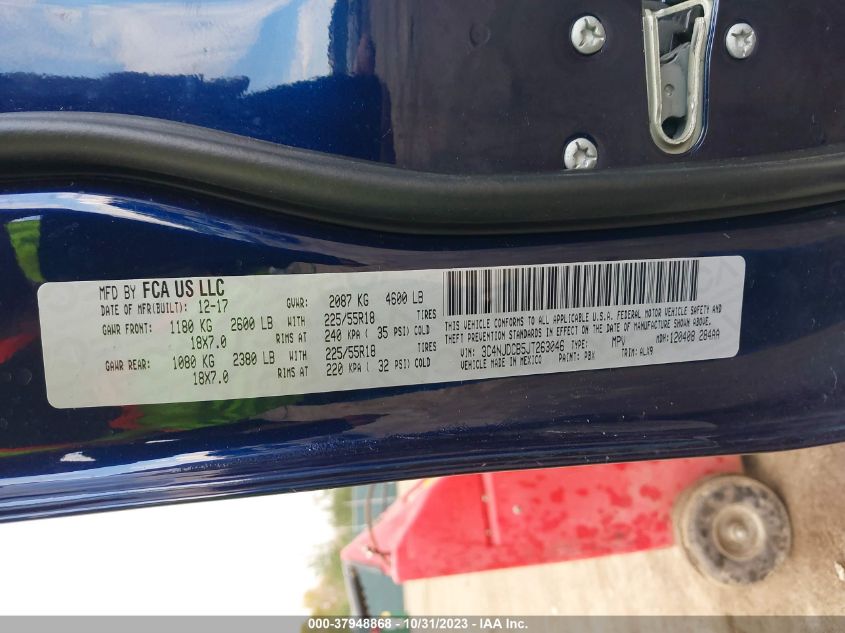 MFD BY FCA US LLC
DATE OF MFR(BUILT): 12-17 GVWR: 2087 KG 4600 LB
GAWR FRONT: 1180 KG 2600 LB WITH 225/55R18 TIRES
18X7.0 RIMS AT 240 KPA ( 35 PSI) COLD
GAWR REAR: 1080 KG 2380 LB WITH 225/55R18 TIRES
18X7.0 RIMS AT 220 KPA ( 32 PSI) COLD
THIS VEHICLE CONFORMS TO ALL APPLICABLE U.S.A. FEDERAL MOTOR VEHICLE SAFETY AND
THEFT PREVENTION STANDARDS IN EFFECT ON THE DATE OF MANUFACTURE SHOWN ABOVE.
VIN: 3C4NJDCB5JT263046 TYPE: MPV MDH: 120408 284AA
VEHICLE MADE IN MEXICO PAINT: PBX TRIM: ALX9
000-37948868 - 10/31/2023 - IAA Inc.